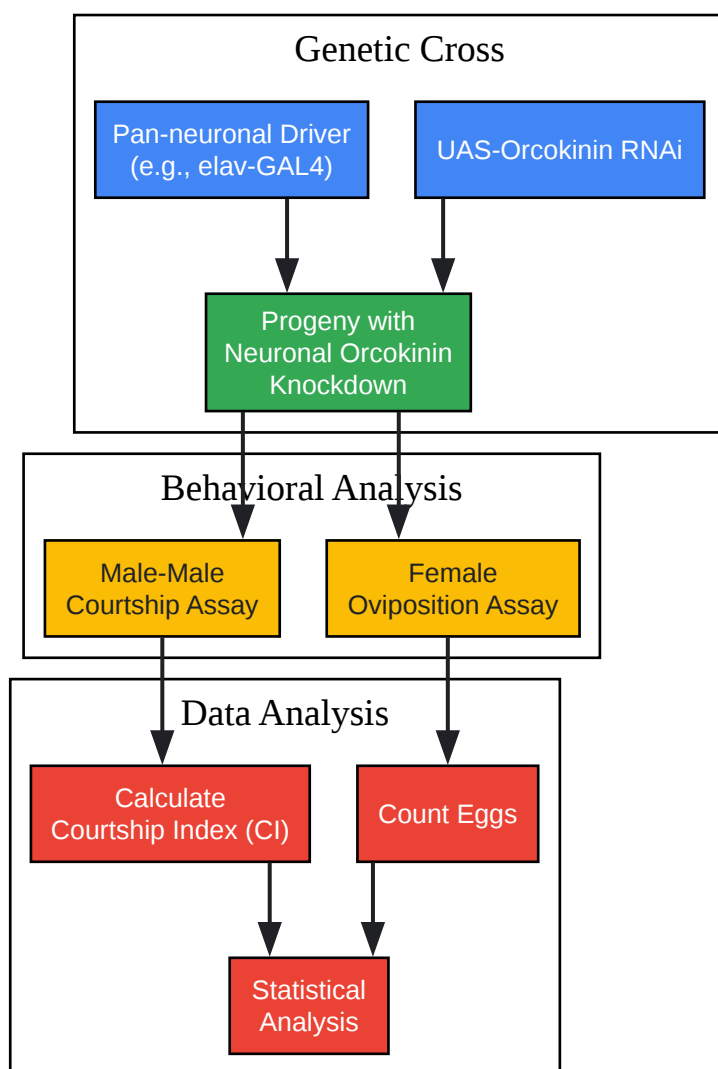 Genetic Cross
Pan-neuronal Driver
(e.g., elav-GAL4)
UAS-Orcokinin RNAi
Progeny with
Neuronal Orcokinin
Knockdown
Behavioral Analysis
Male-Male
Courtship Assay
Female
Oviposition Assay
Data Analysis
Calculate
Courtship Index (CI)
Count Eggs
Statistical
Analysis